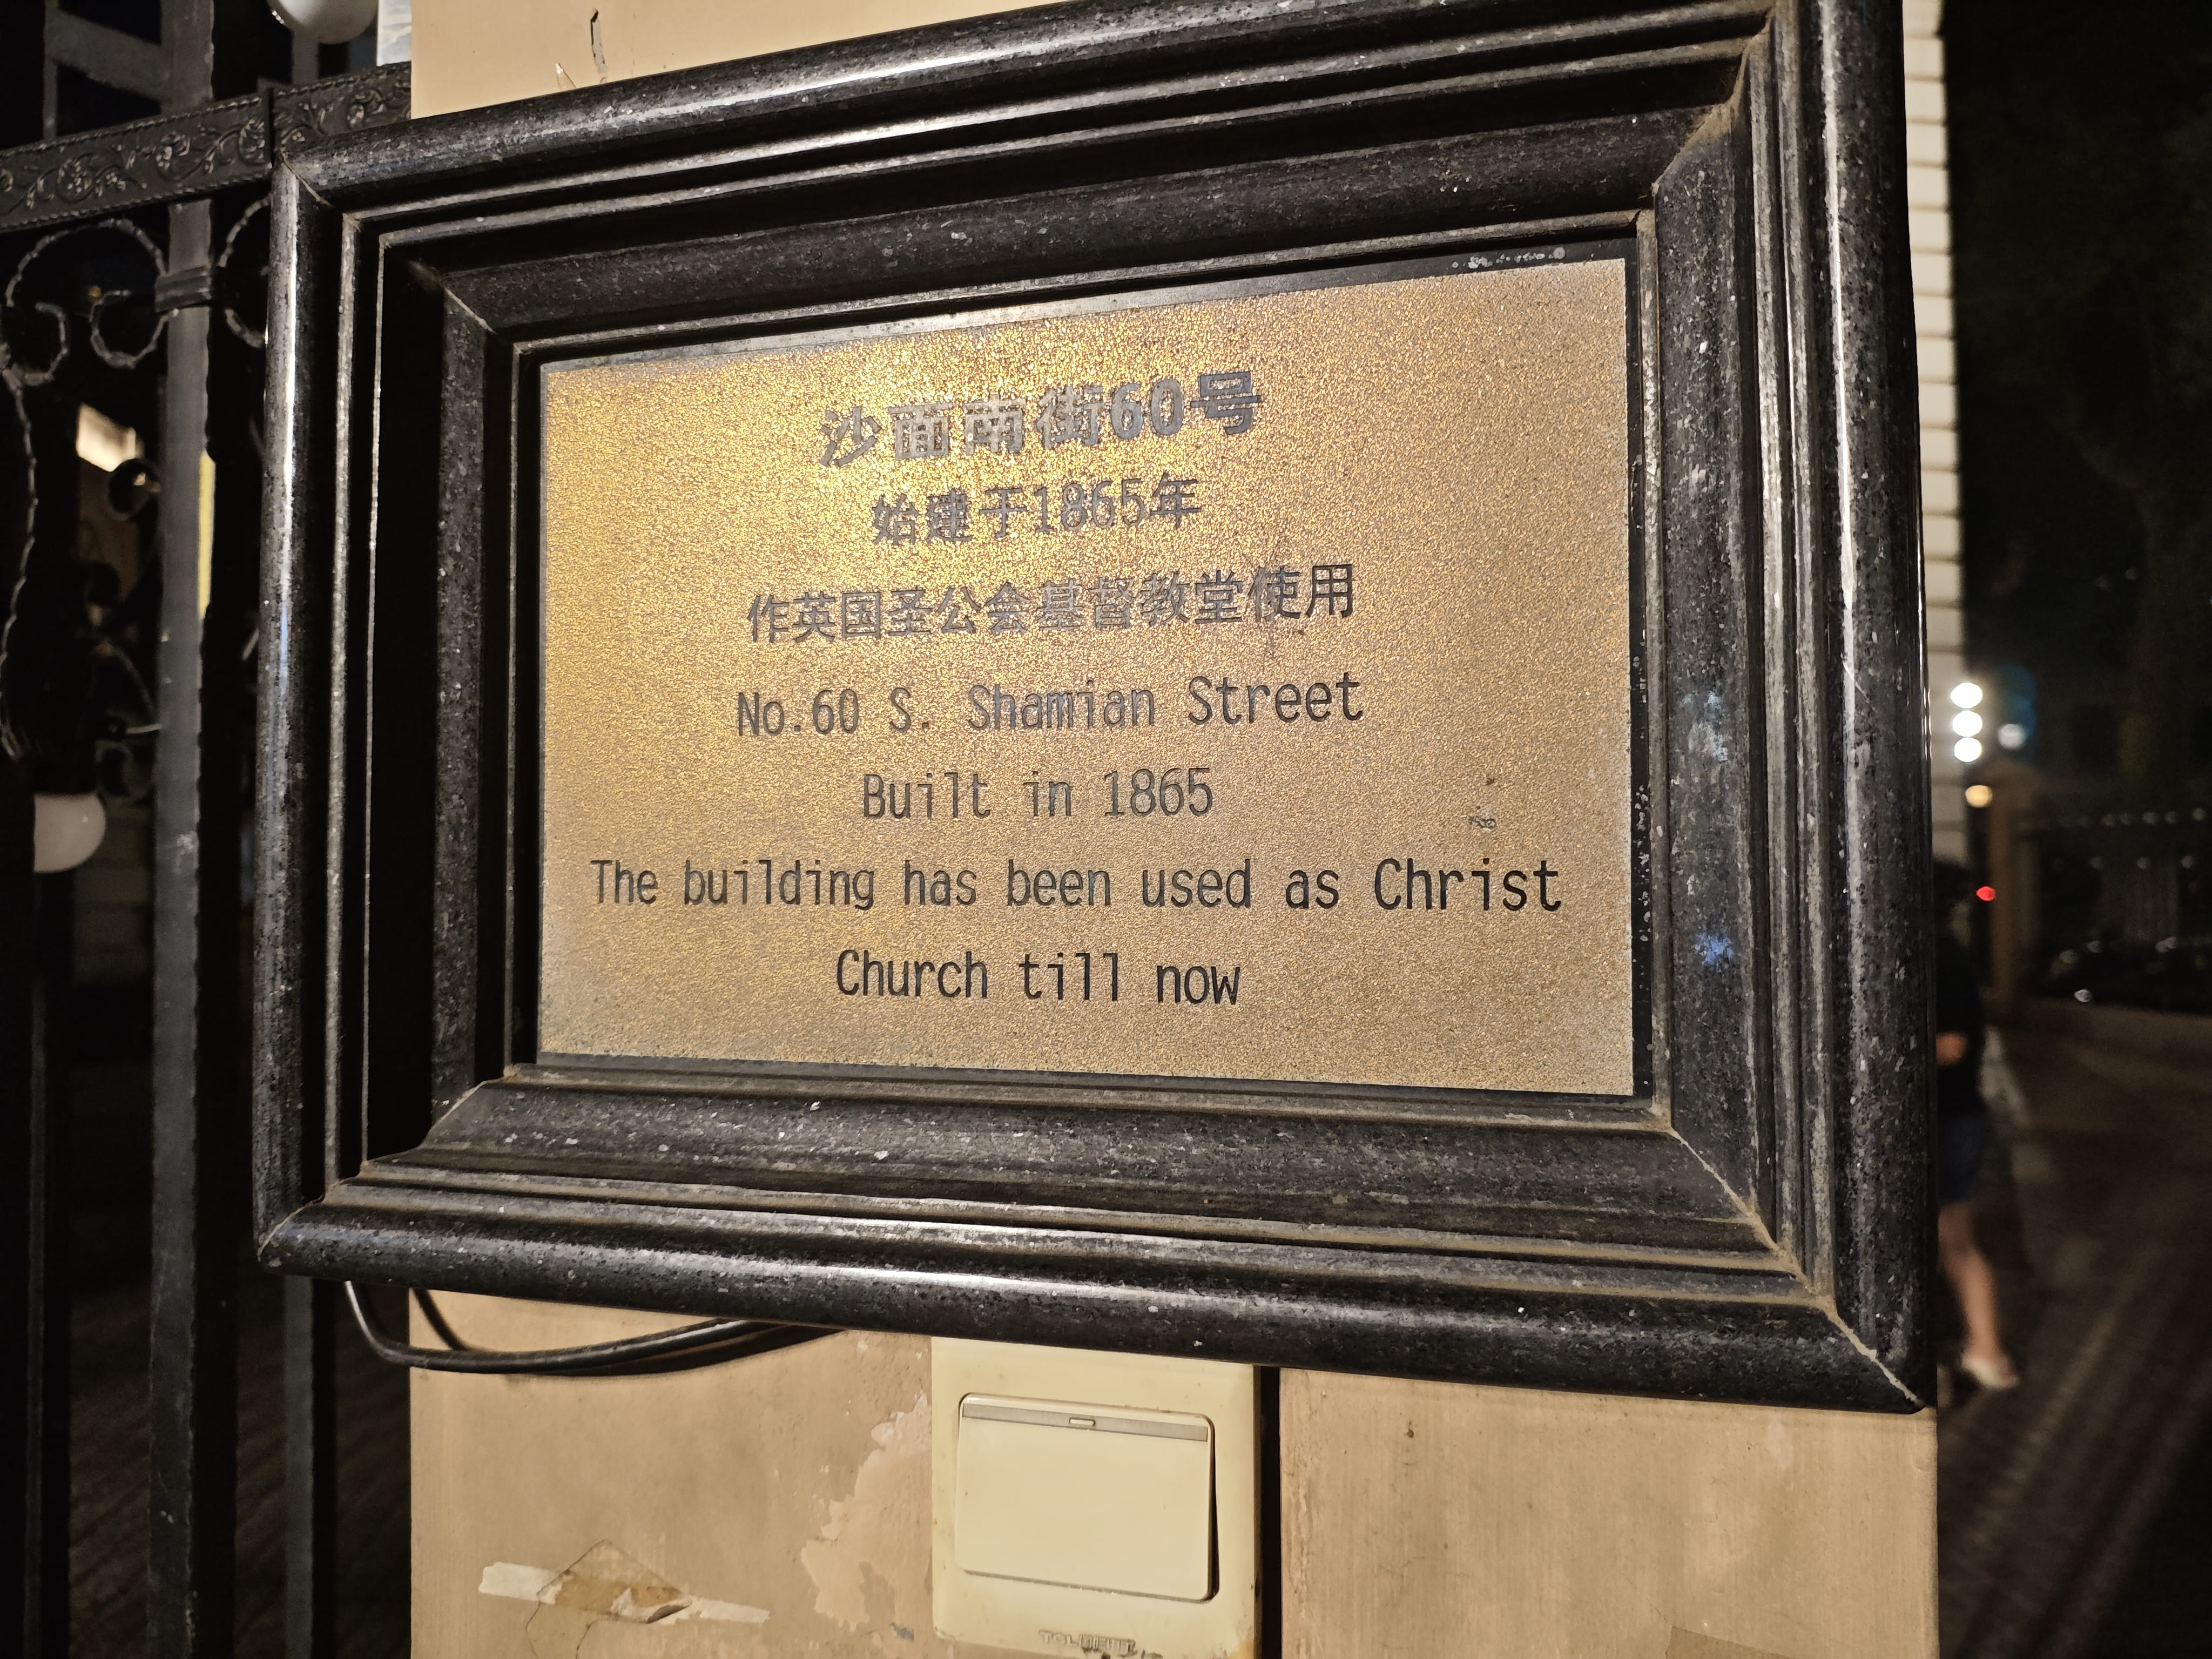 沙面南街60号
始建于1865年
作英国圣公会基督教堂使用
No.60 S. Shamian Street
Built in 1865
The building has been used as Christ
Church till now
TCL